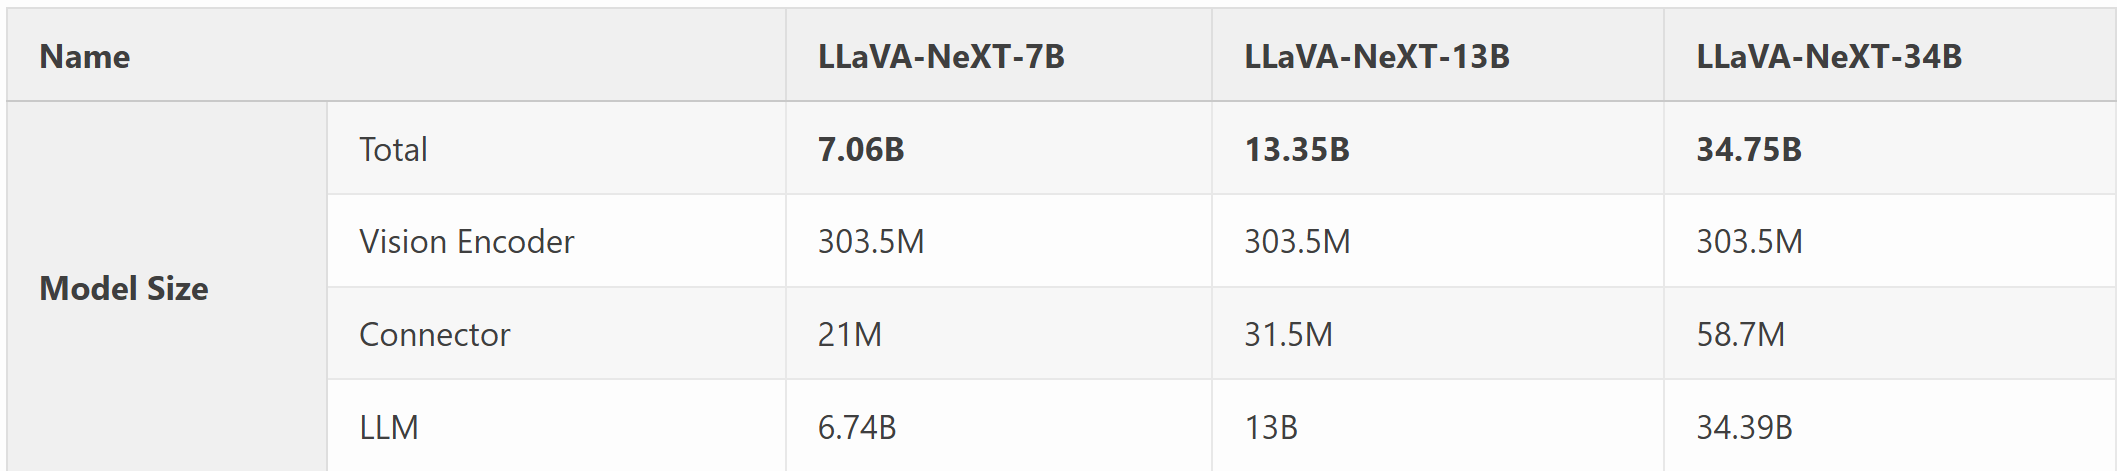 Name LLaVA-NeXT-7B LLaVA-NeXT-13B LLaVA-NeXT-34B
Total 7.06B 13.35B 34.75B
Vision Encoder 303.5M 303.5M 303.5M
Model Size
Connector 21M 31.5M 58.7M
LLM 6.74B 13B 34.39B